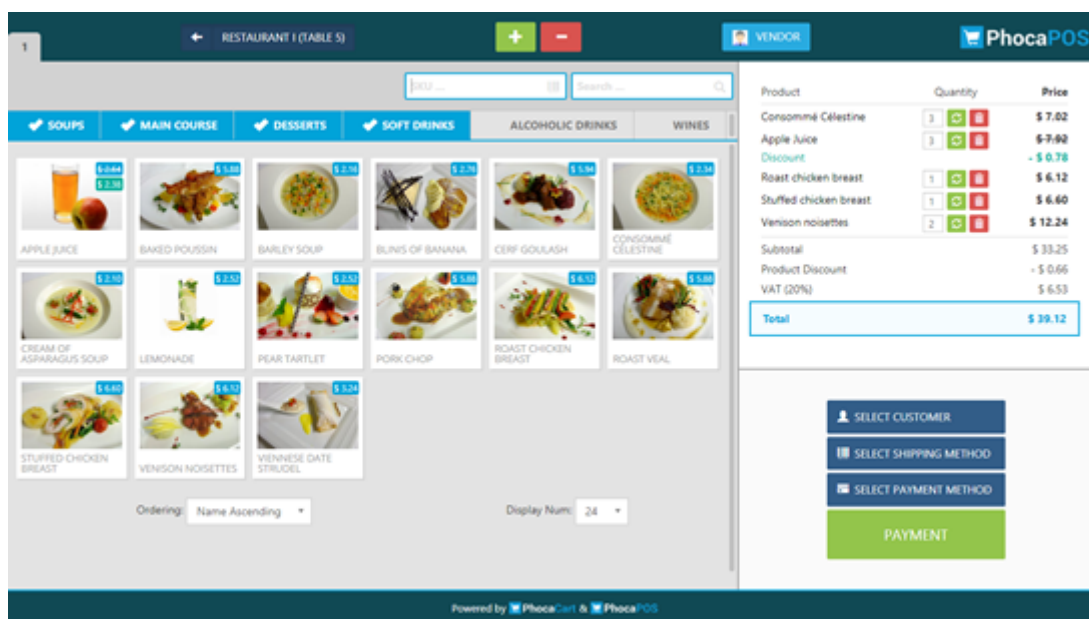 1
RESTAURANT I (TABLE 5)
+
−
VENDOR
PhocaPOS
SKU ...
Search ...
SOUPS
MAIN COURSE
DESSERTS
SOFT DRINKS
ALCOHOLIC DRINKS
WINES
$ 2.64
$ 2.38
APPLE JUICE
$ 5.88
BAKED POUSSIN
$ 2.16
BARLEY SOUP
$ 2.76
BLINIS OF BANANA
$ 5.94
CERF GOULASH
$ 2.34
CONSOMMÉ
CÉLESTINE
$ 2.10
CREAM OF
ASPARAGUS SOUP
$ 2.52
LEMONADE
$ 2.52
PEAR TARTLET
$ 5.88
PORK CHOP
$ 6.12
ROAST CHICKEN
BREAST
$ 5.88
ROAST VEAL
$ 6.60
STUFFED CHICKEN
BREAST
$ 6.12
VENISON NOISETTES
$ 3.24
VIENNESE DATE
STRUDEL
Ordering: Name Ascending
Display Num: 24
Product Quantity Price
Consommé Célestine 3 $ 7.02
Apple Juice 3 $ 7.92
Discount - $ 0.78
Roast chicken breast 1 $ 6.12
Stuffed chicken breast 1 $ 6.60
Venison noisettes 2 $ 12.24
Subtotal $ 33.25
Product Discount - $ 0.66
VAT (20%) $ 6.53
Total $ 39.12
SELECT CUSTOMER
SELECT SHIPPING METHOD
SELECT PAYMENT METHOD
PAYMENT
Powered by PhocaCart & PhocaPOS